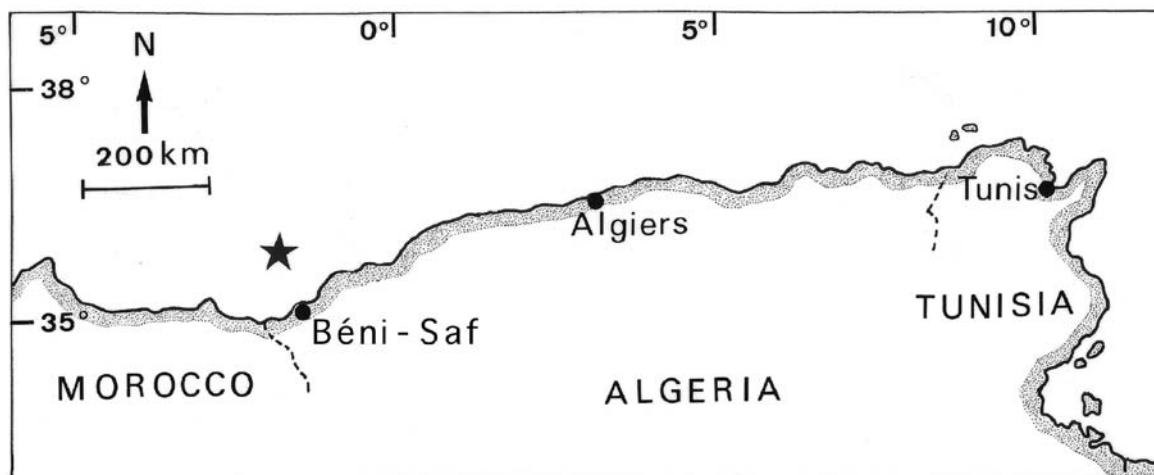 5° 0° 5° 10°
N
38°
200 km
Tunis
Algiers
TUNISIA
35°
Béni-Saf
MOROCCO
ALGERIA